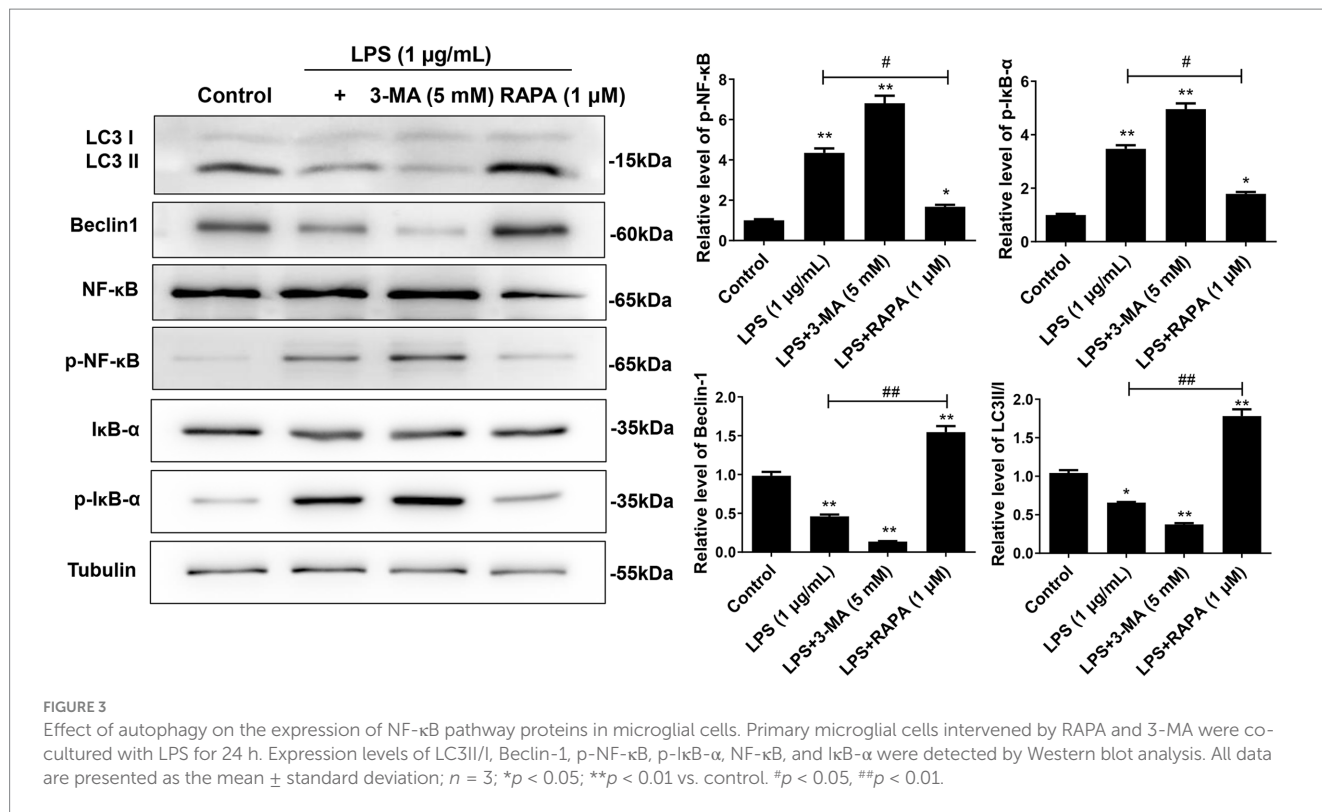 LPS (1 µg/mL)
Control + 3-MA (5 mM) RAPA (1 µM)
LC3 I
LC3 II
-15kDa
Beclin1
-60kDa
NF-κB
-65kDa
p-NF-κB
-65kDa
IκB-α
-35kDa
p-IκB-α
-35kDa
Tubulin
-55kDa
Relative level of p-NF-κB
8
6
4
2
0
**
**
*
#
Control
LPS (1 µg/mL)
LPS+3-MA (5 mM)
LPS+RAPA (1 µM)
Relative level of p-IκB-α
6
4
2
0
**
**
*
#
Control
LPS (1 µg/mL)
LPS+3-MA (5 mM)
LPS+RAPA (1 µM)
Relative level of Beclin-1
2.0
1.5
1.0
0.5
0.0
**
**
**
##
Control
LPS (1 µg/mL)
LPS+3-MA (5 mM)
LPS+RAPA (1 µM)
Relative level of LC3II/I
2.0
1.5
1.0
0.5
0.0
*
**
**
##
Control
LPS (1 µg/mL)
LPS+3-MA (5 mM)
LPS+RAPA (1 µM)
FIGURE 3
Effect of autophagy on the expression of NF-κB pathway proteins in microglial cells. Primary microglial cells intervened by RAPA and 3-MA were co-
cultured with LPS for 24 h. Expression levels of LC3II/I, Beclin-1, p-NF-κB, p-IκB-α, NF-κB, and IκB-α were detected by Western blot analysis. All data
are presented as the mean ± standard deviation; n = 3; *p < 0.05; **p < 0.01 vs. control. #p < 0.05, ##p < 0.01.